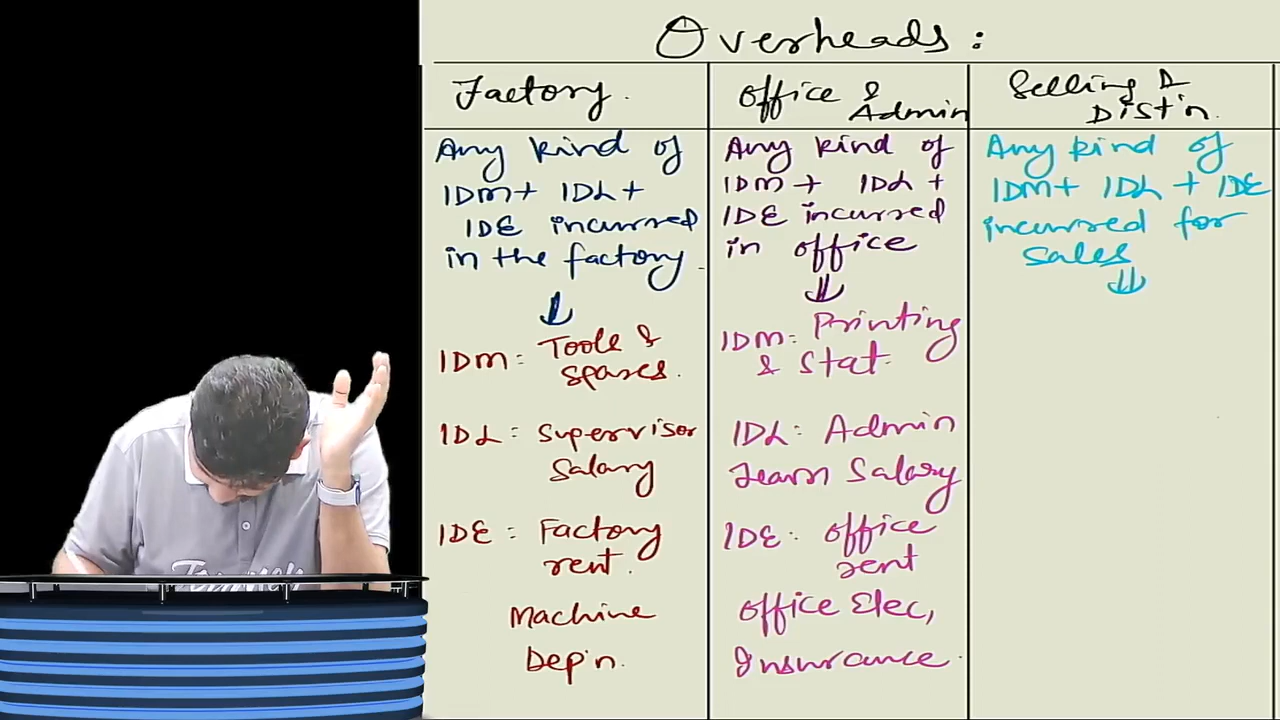 Overheads:
Factory.
Any kind of
IDM + IDL +
IDE incurred
in the factory.
IDM: Tools &
spares.
IDL: Supervisor
Salary
IDE: Factory
rent.
Machine
Dep'n.
Office &
Admin
Any kind of
IDM + IDL +
IDE incurred
in office
IDM: Printing
& Stat.
IDL: Admin
Team Salary
IDE: office
rent
Office Elec,
Insurance.
Selling &
Dist'n.
Any kind of
IDM + IDL + IDE
incurred for
Sales